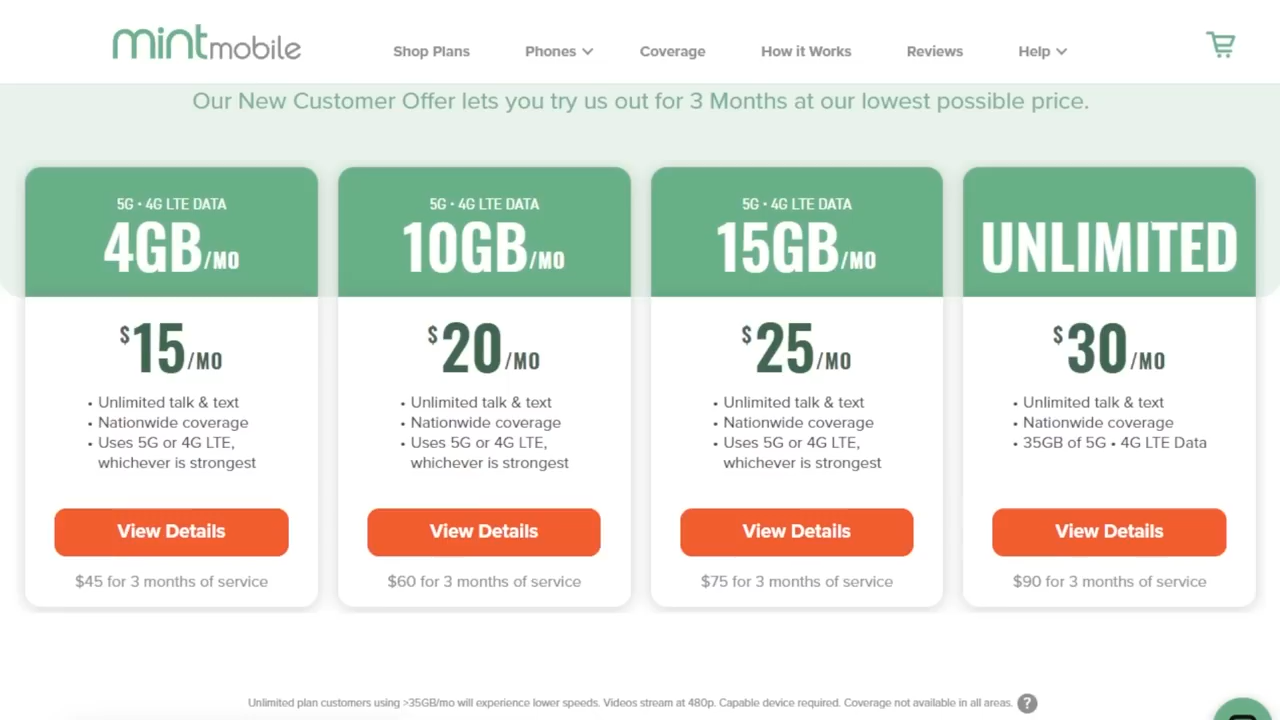 mintmobile
Shop Plans
Phones
Coverage
How it Works
Reviews
Help
Our New Customer Offer lets you try us out for 3 Months at our lowest possible price.
5G • 4G LTE DATA
4GB/MO
$15/MO
• Unlimited talk & text
• Nationwide coverage
• Uses 5G or 4G LTE,
whichever is strongest
View Details
$45 for 3 months of service
5G • 4G LTE DATA
10GB/MO
$20/MO
• Unlimited talk & text
• Nationwide coverage
• Uses 5G or 4G LTE,
whichever is strongest
View Details
$60 for 3 months of service
5G • 4G LTE DATA
15GB/MO
$25/MO
• Unlimited talk & text
• Nationwide coverage
• Uses 5G or 4G LTE,
whichever is strongest
View Details
$75 for 3 months of service
UNLIMITED
$30/MO
• Unlimited talk & text
• Nationwide coverage
• 35GB of 5G • 4G LTE Data
View Details
$90 for 3 months of service
Unlimited plan customers using >35GB/mo will experience lower speeds. Videos stream at 480p. Capable device required. Coverage not available in all areas. ?